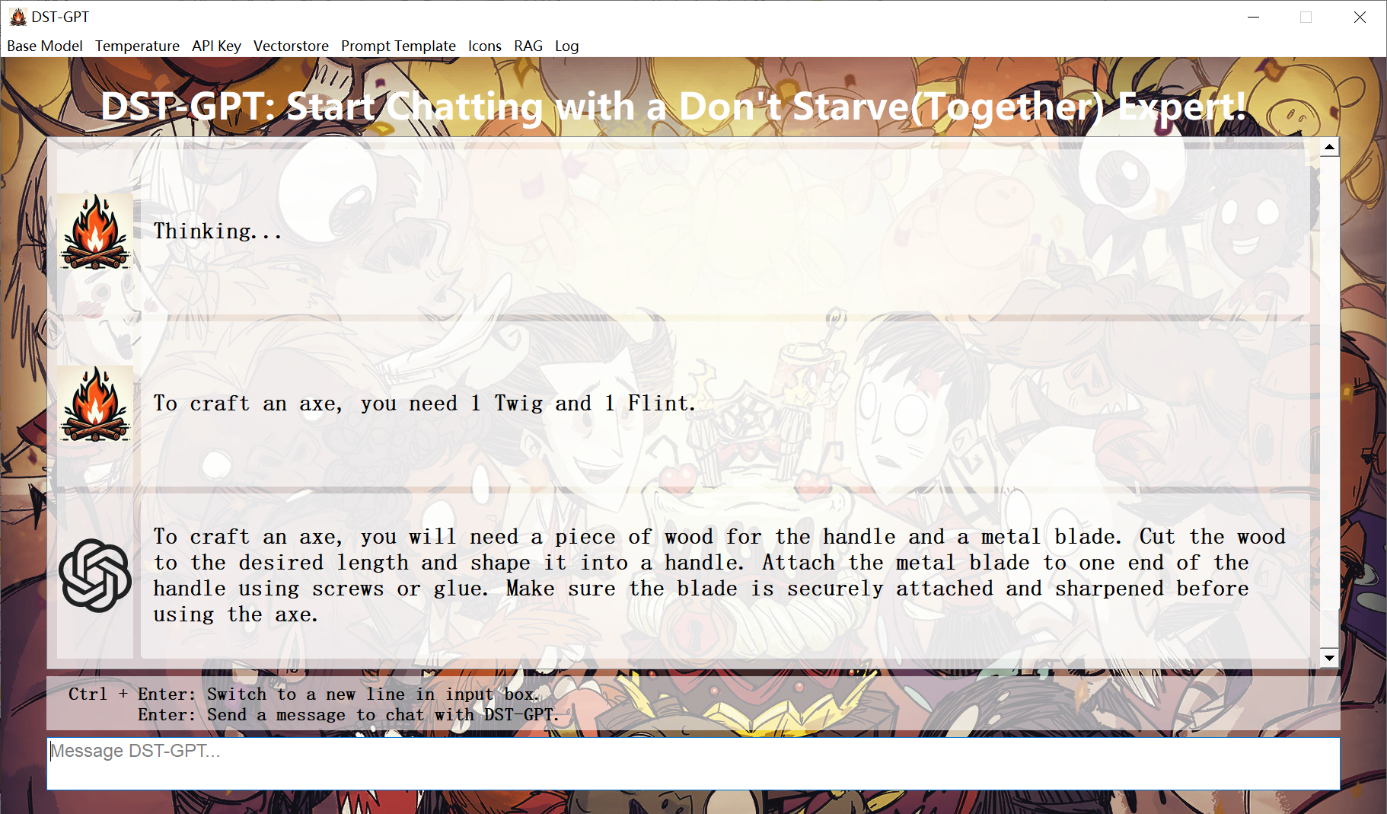 DST-GPT
Base Model Temperature API Key Vectorstore Prompt Template Icons RAG Log
DST-GPT: Start Chatting with a Don't Starve(Together) Expert!
Thinking...
To craft an axe, you need 1 Twig and 1 Flint.
To craft an axe, you will need a piece of wood for the handle and a metal blade. Cut the wood
to the desired length and shape it into a handle. Attach the metal blade to one end of the
handle using screws or glue. Make sure the blade is securely attached and sharpened before
using the axe.
Ctrl + Enter: Switch to a new line in input box.
Enter: Send a message to chat with DST-GPT.
Message DST-GPT...